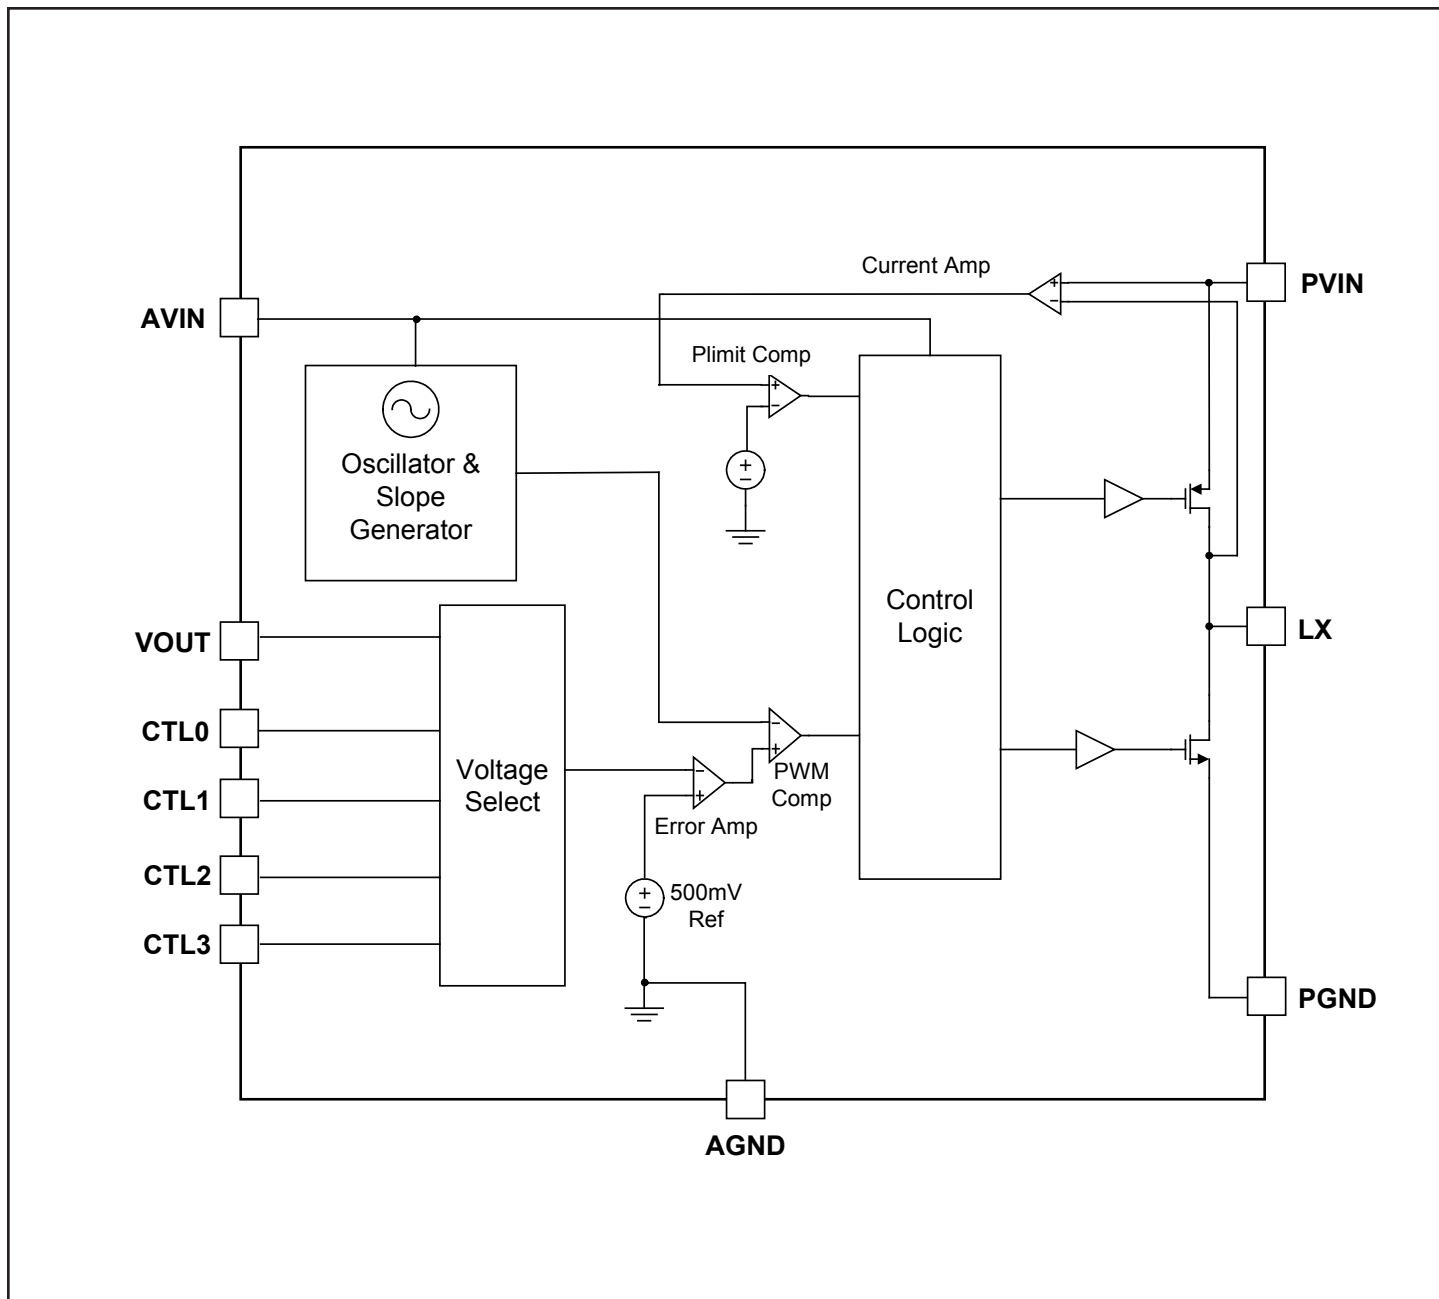 Current Amp
PVIN
AVIN
Plimit Comp
Oscillator &
Slope
Generator
Control
Logic
VOUT
LX
CTL0
Voltage
Select
PWM
Comp
CTL1
Error Amp
CTL2
500mV
Ref
CTL3
PGND
AGND